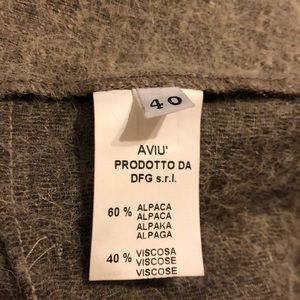 40
AVIU'
PRODOTTO DA
DFG s.r.l.
60 % ALPACA
ALPACA
ALPAKA
ALPAGA
40 % VISCOSA
VISCOSE
VISCOSE